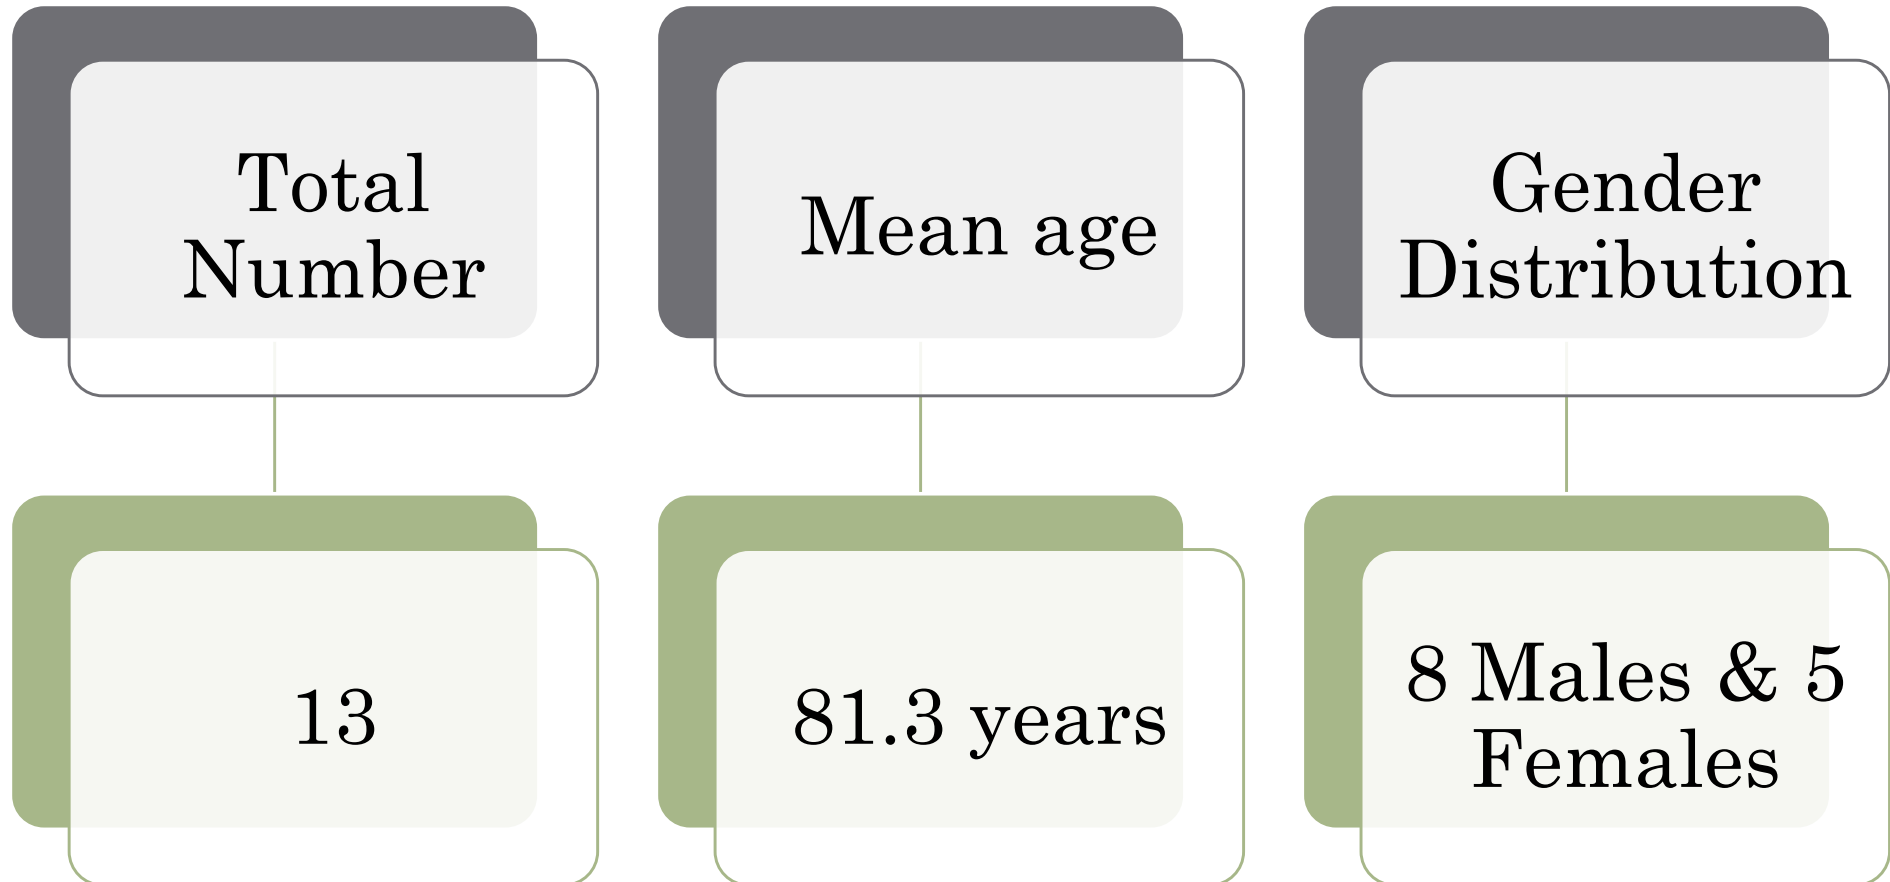 Total
Number
Mean age
Gender
Distribution
13
81.3 years
8 Males & 5
Females